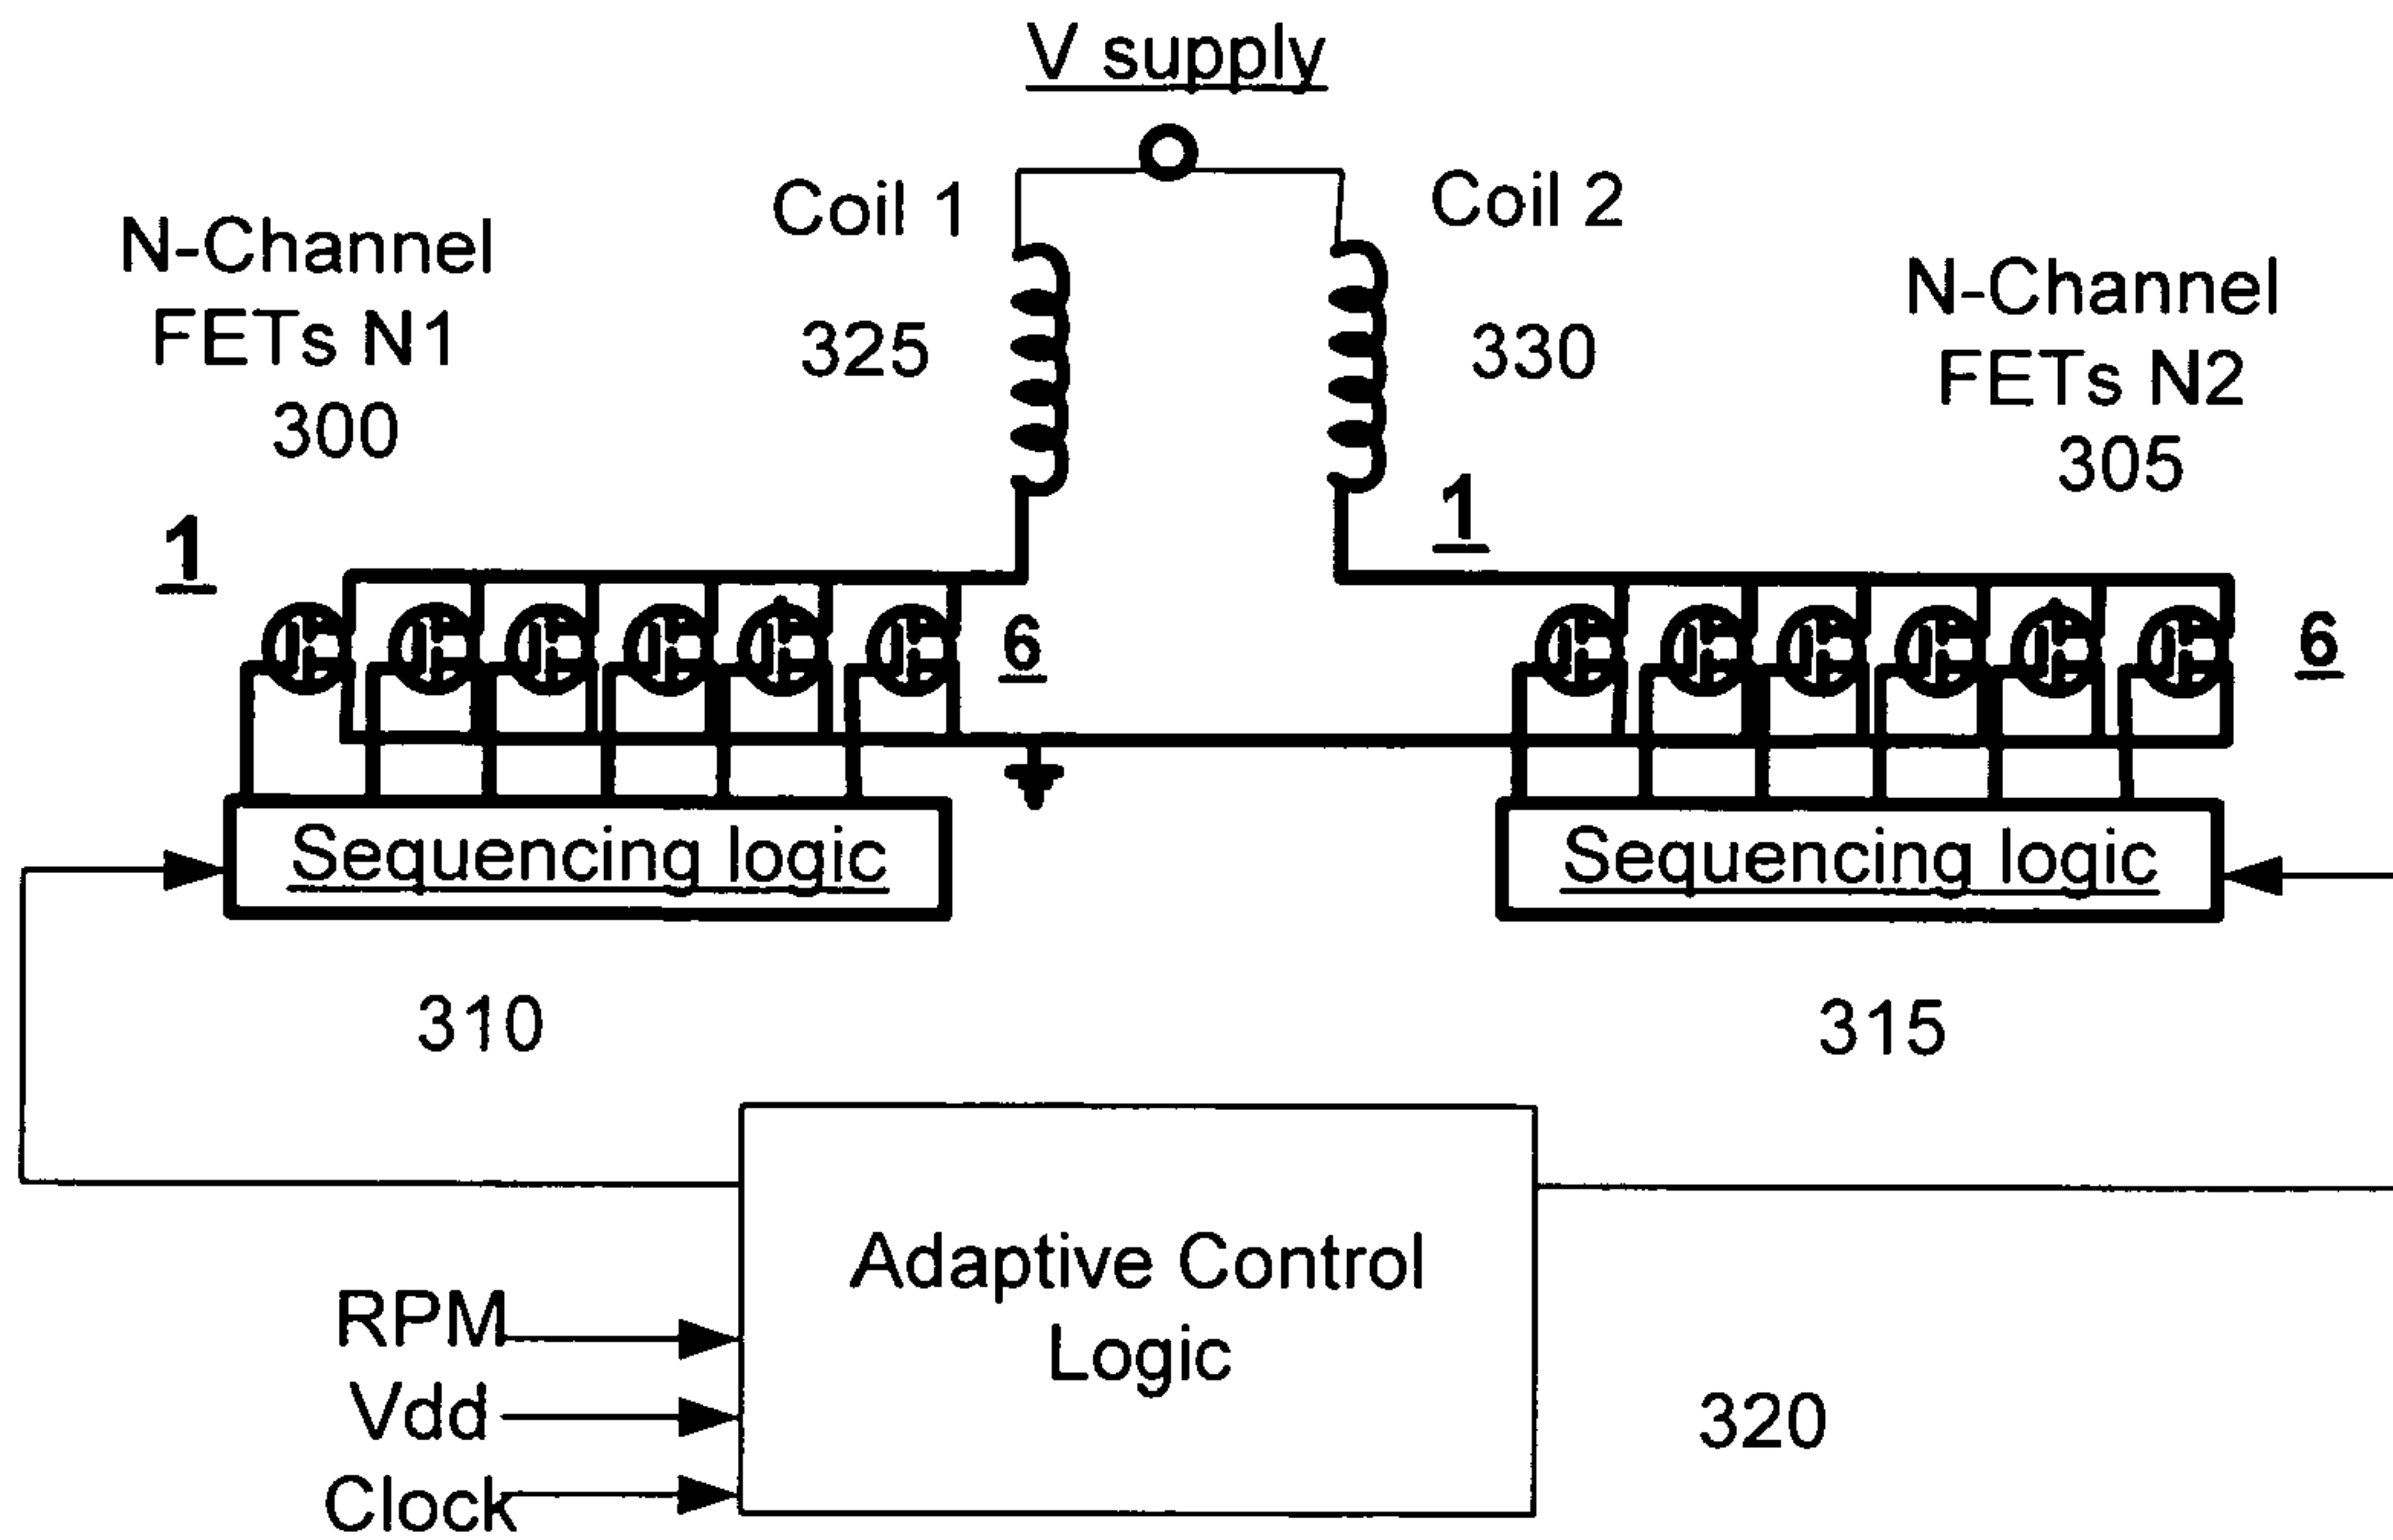 V supply
Coil 1
325
Coil 2
330
N-Channel
FETs N1
300
N-Channel
FETs N2
305
1
6
1
6
Sequencing logic
310
Sequencing logic
315
Adaptive Control
Logic
320
RPM
Vdd
Clock